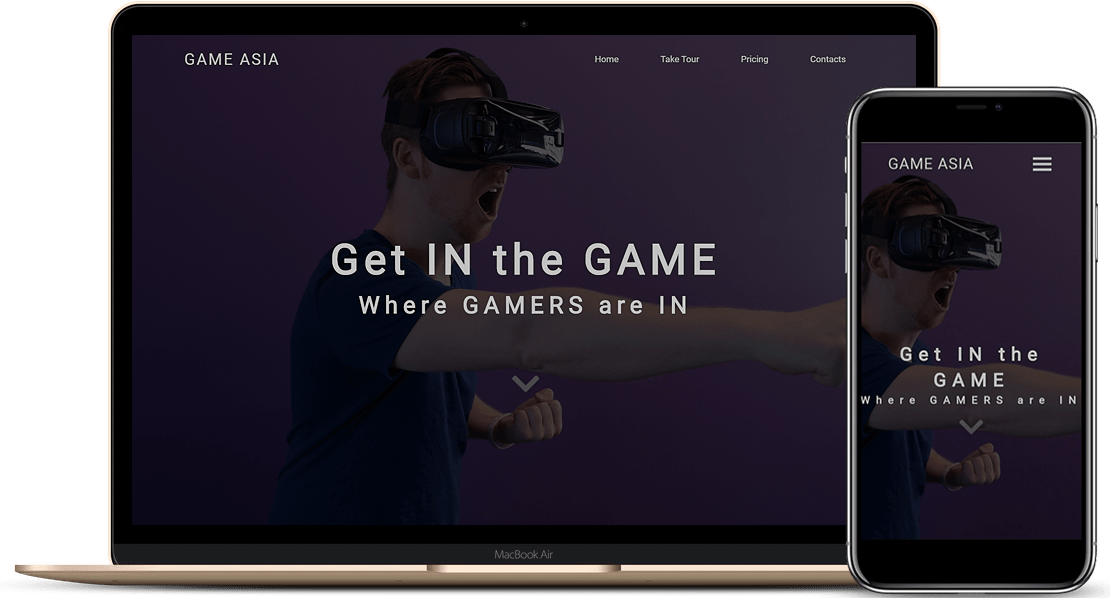 GAME ASIA
Home Take Tour Pricing Contacts
Get IN the GAME
Where GAMERS are IN
MacBook Air
GAME ASIA
Get IN the
GAME
Where GAMERS are IN